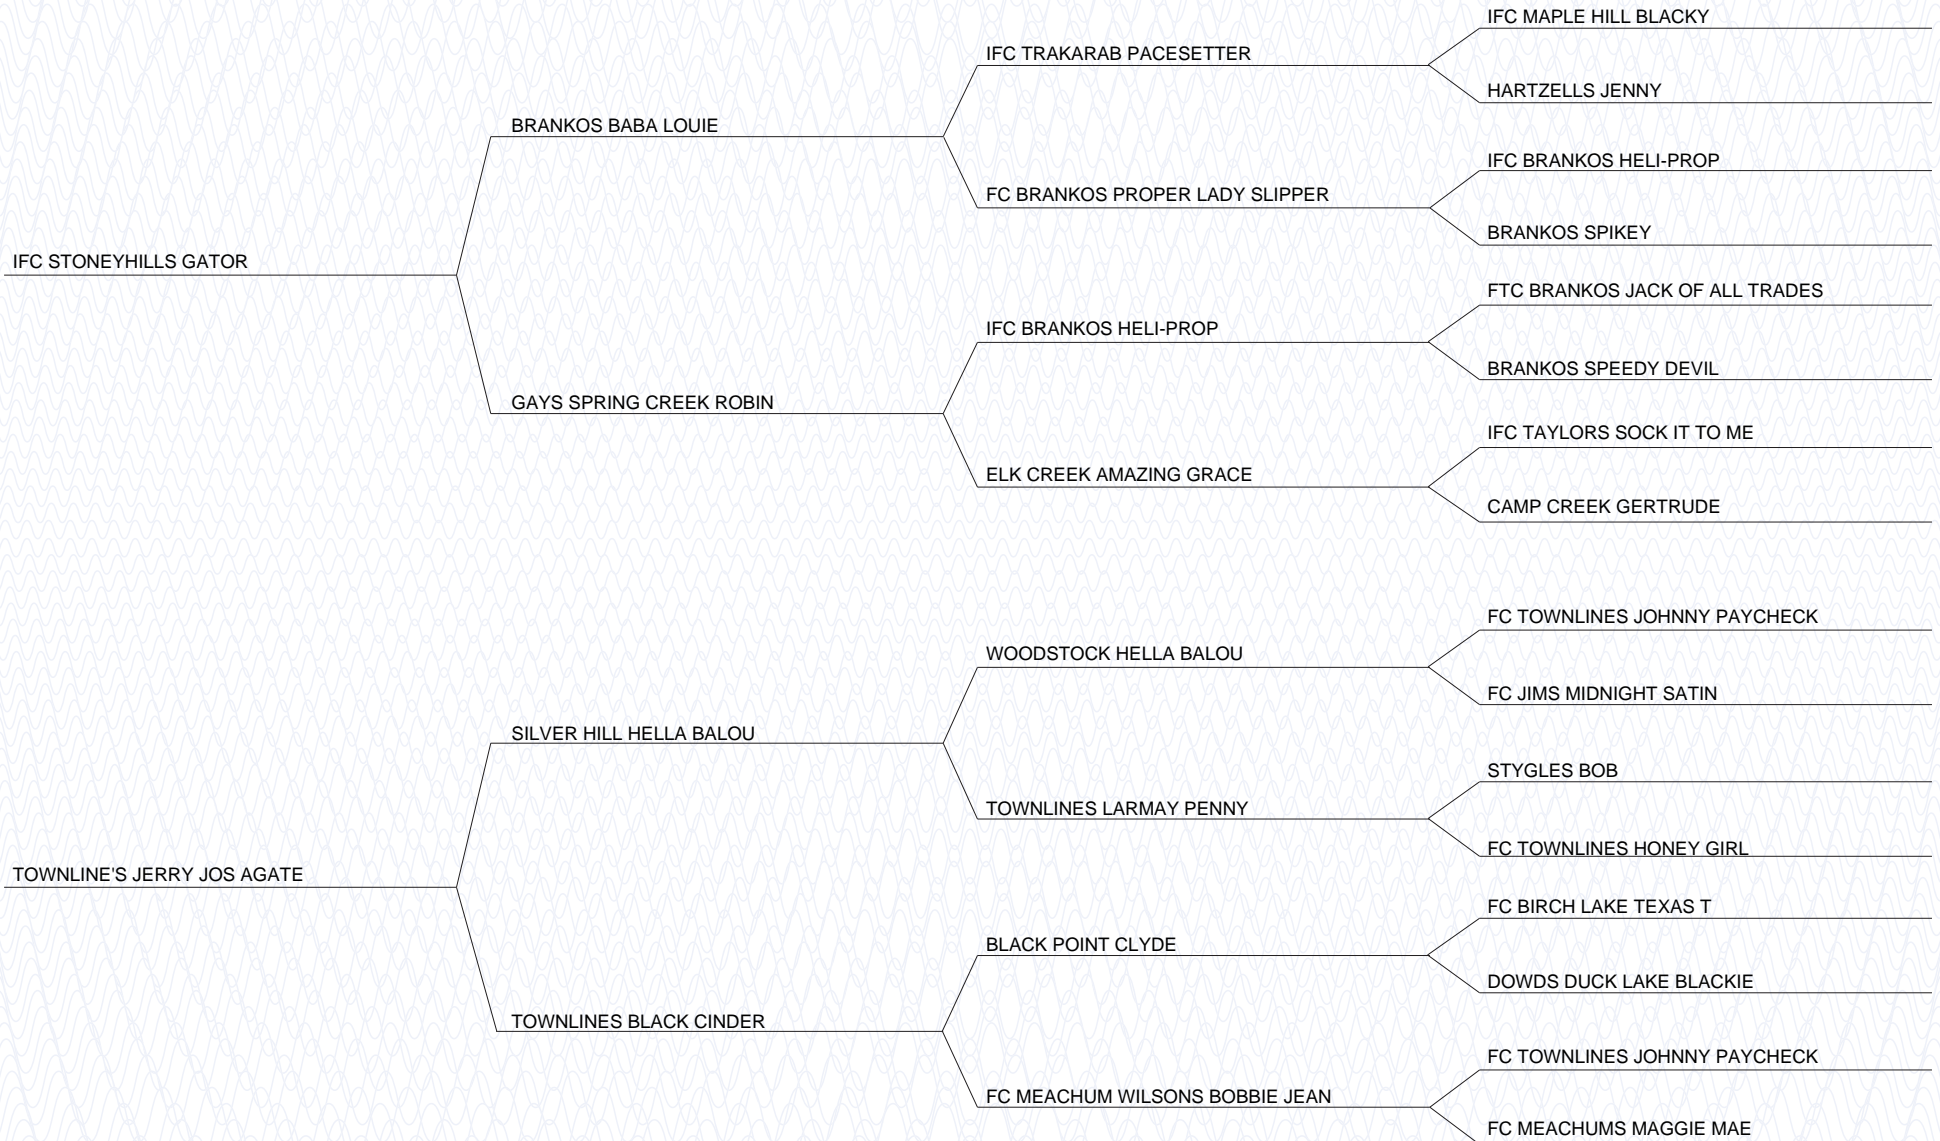 IFC MAPLE HILL BLACKY
IFC TRAKARAB PACESETTER
HARTZELLS JENNY
BRANKOS BABA LOUIE
IFC BRANKOS HELI-PROP
FC BRANKOS PROPER LADY SLIPPER
BRANKOS SPIKEY
IFC STONEYHILLS GATOR
FTC BRANKOS JACK OF ALL TRADES
IFC BRANKOS HELI-PROP
BRANKOS SPEEDY DEVIL
GAYS SPRING CREEK ROBIN
IFC TAYLORS SOCK IT TO ME
ELK CREEK AMAZING GRACE
CAMP CREEK GERTRUDE
FC TOWNLINES JOHNNY PAYCHECK
WOODSTOCK HELLA BALOU
FC JIMS MIDNIGHT SATIN
SILVER HILL HELLA BALOU
STYGLES BOB
TOWNLINES LARMAY PENNY
FC TOWNLINES HONEY GIRL
TOWNLINE'S JERRY JOS AGATE
FC BIRCH LAKE TEXAS T
BLACK POINT CLYDE
DOWDS DUCK LAKE BLACKIE
TOWNLINES BLACK CINDER
FC TOWNLINES JOHNNY PAYCHECK
FC MEACHUM WILSONS BOBBIE JEAN
FC MEACHUMS MAGGIE MAE